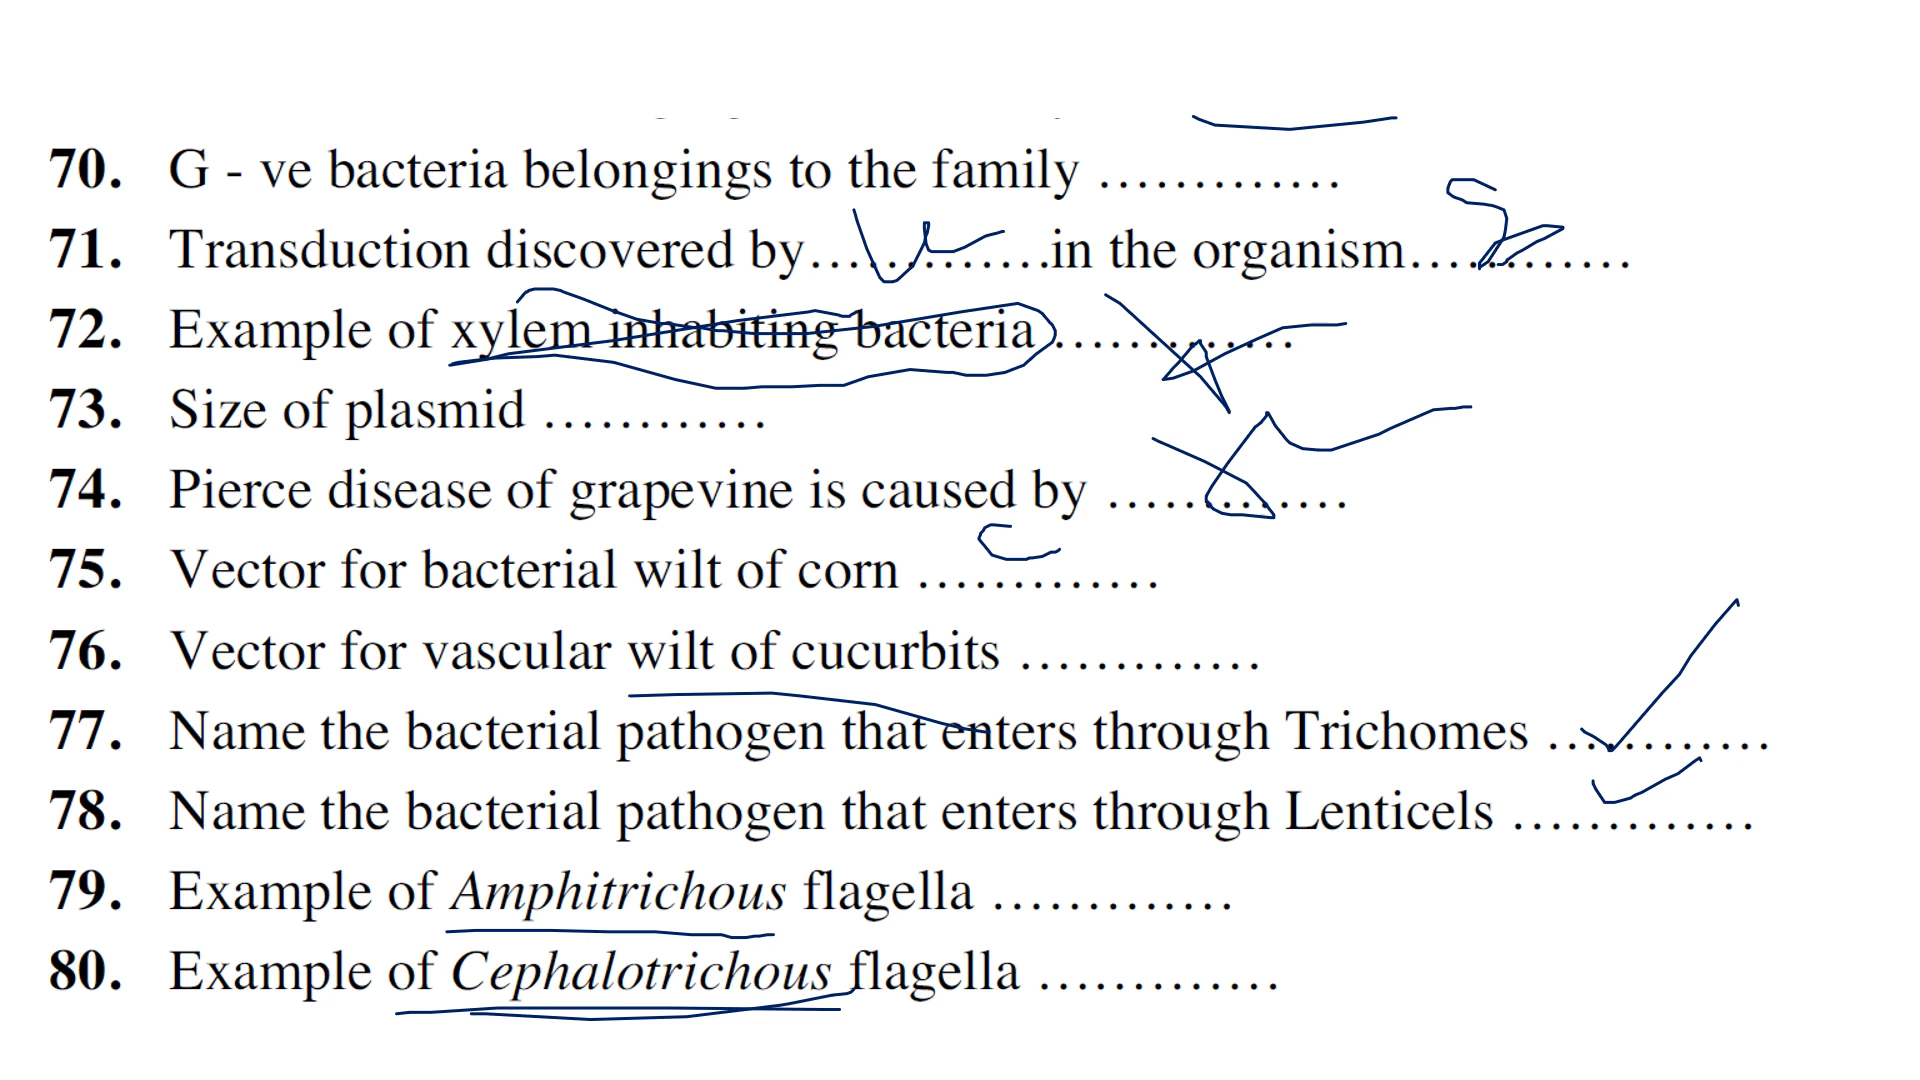 70. G - ve bacteria belongings to the family .............
71. Transduction discovered by.............in the organism............
72. Example of xylem inhabiting bacteria .............
73. Size of plasmid ............
74. Pierce disease of grapevine is caused by .............
75. Vector for bacterial wilt of corn .............
76. Vector for vascular wilt of cucurbits .............
77. Name the bacterial pathogen that enters through Trichomes ............
78. Name the bacterial pathogen that enters through Lenticels .............
79. Example of Amphitrichous flagella .............
80. Example of Cephalotrichous flagella .............